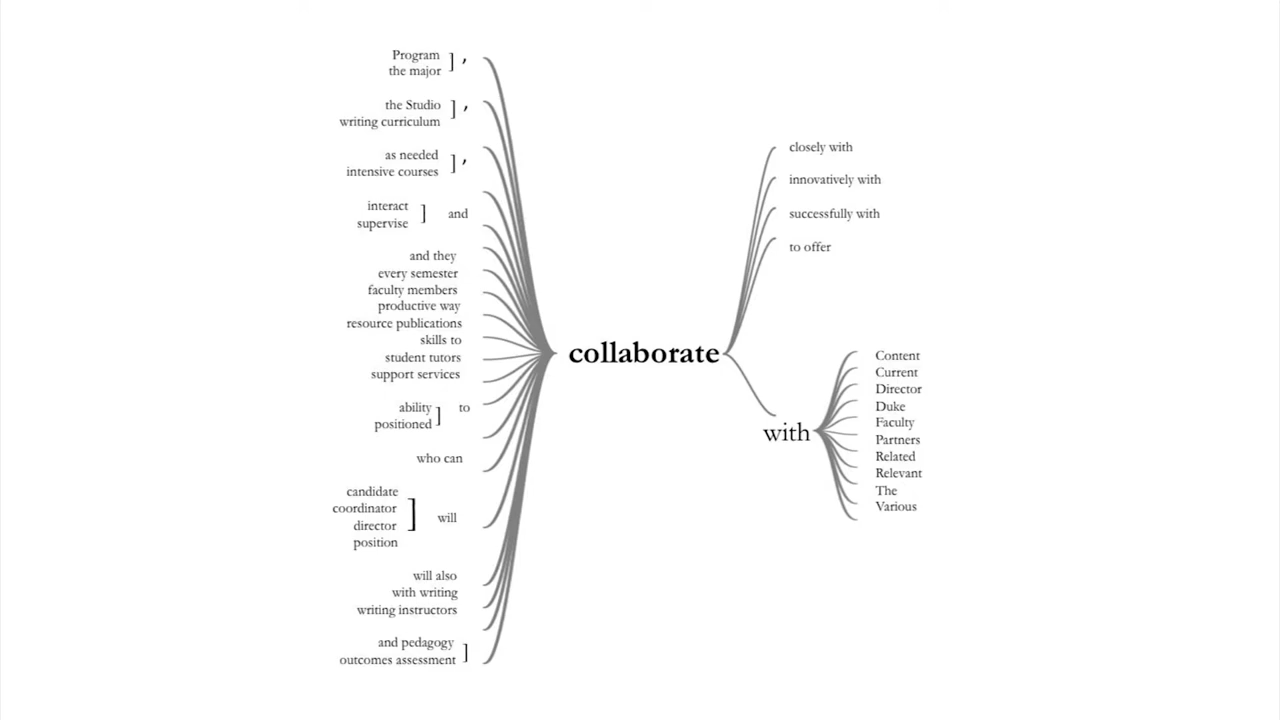 Program
the major
] ,
the Studio
writing curriculum
] ,
as needed
intensive courses
] ,
interact
supervise
] and
and they
every semester
faculty members
productive way
resource publications
skills to
student tutors
support services
ability
positioned
] to
who can
candidate
coordinator
director
position
] will
will also
with writing
writing instructors
and pedagogy
outcomes assessment
]
collaborate
closely with
innovatively with
successfully with
to offer
with
Content
Current
Director
Duke
Faculty
Partners
Related
Relevant
The
Various